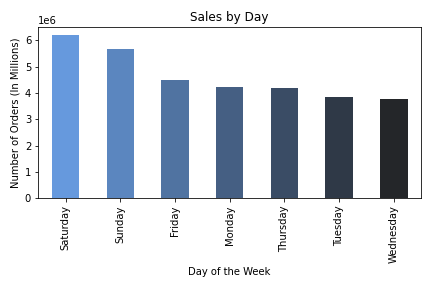 Sales by Day
1e6
Number of Orders (In Millions)
6
5
4
3
2
1
0
Saturday
Sunday
Friday
Monday
Thursday
Tuesday
Wednesday
Day of the Week